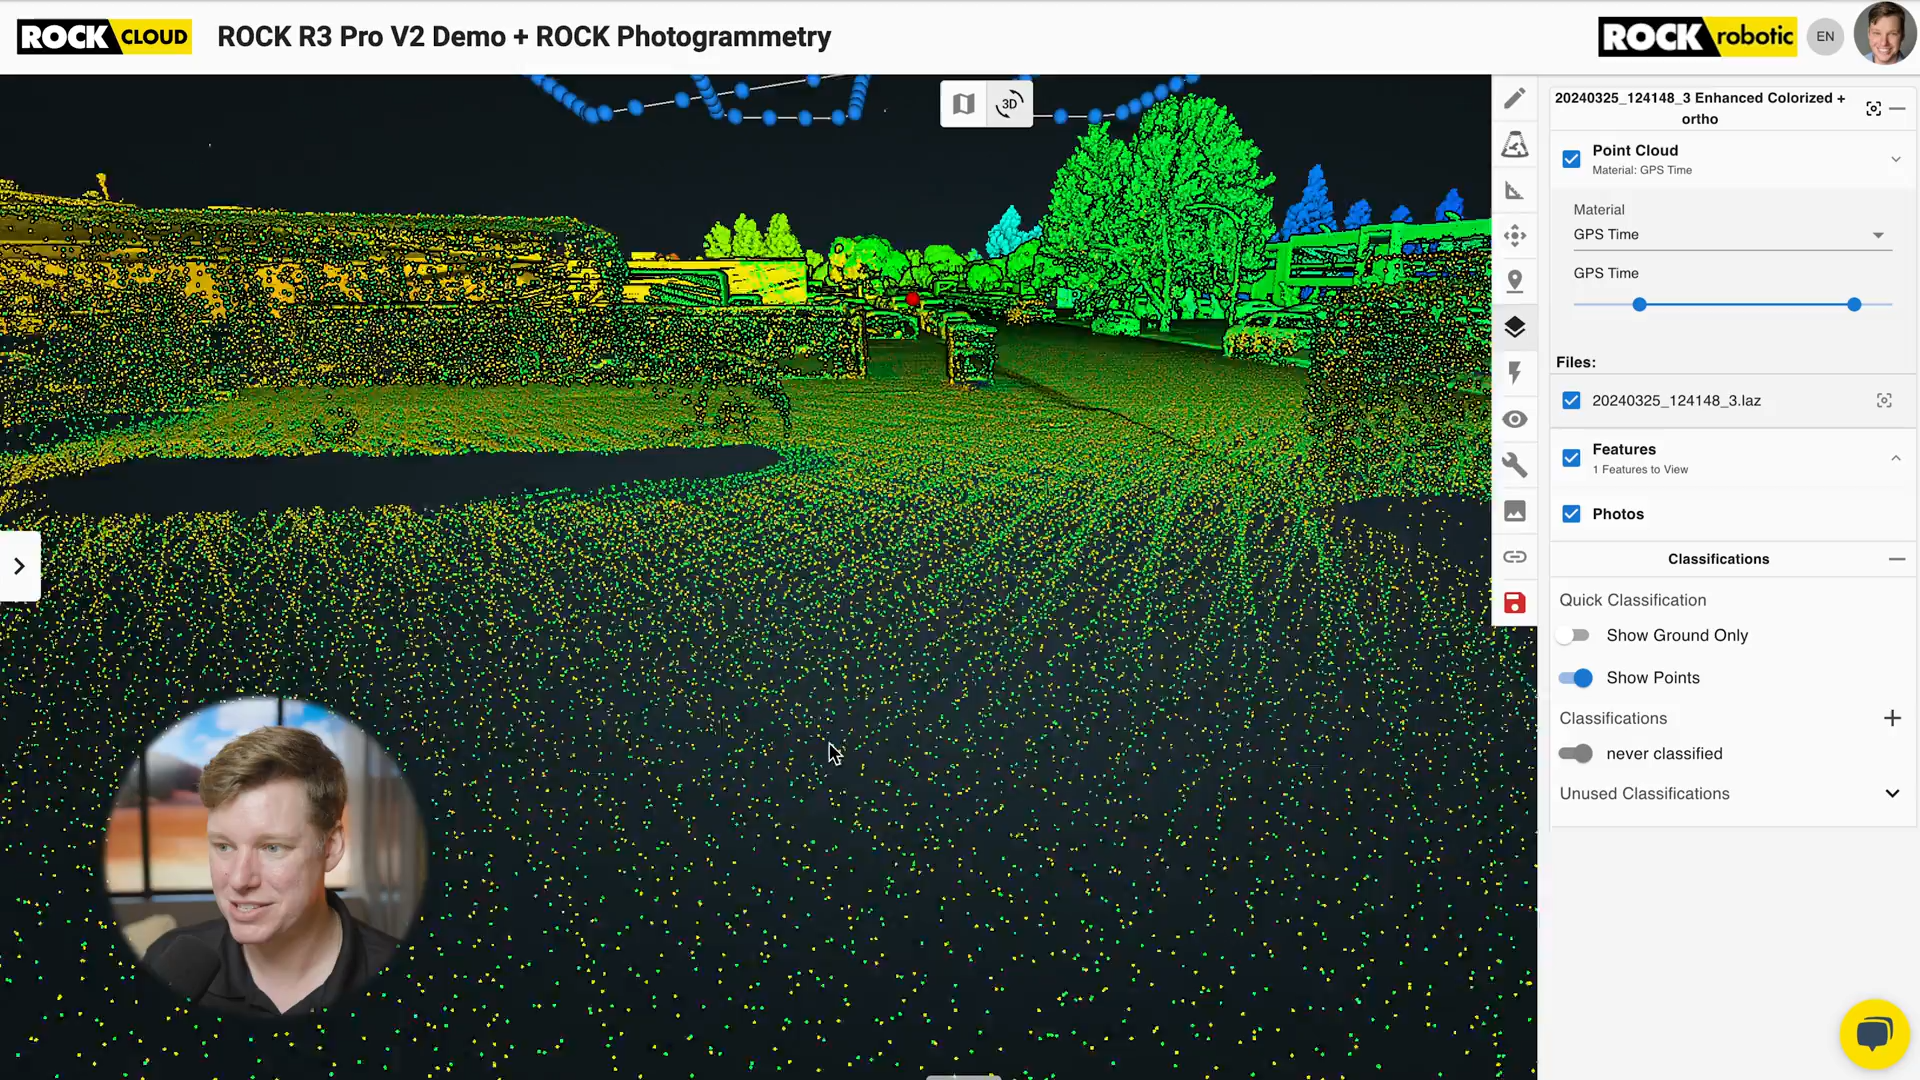 ROCK CLOUD
ROCK R3 Pro V2 Demo + ROCK Photogrammetry
ROCK robotic
EN
3D
20240325_124148_3 Enhanced Colorized +
ortho
Point Cloud
Material: GPS Time
Material
GPS Time
GPS Time
Files:
20240325_124148_3.laz
Features
1 Features to View
Photos
Classifications
Quick Classification
Show Ground Only
Show Points
Classifications
never classified
Unused Classifications